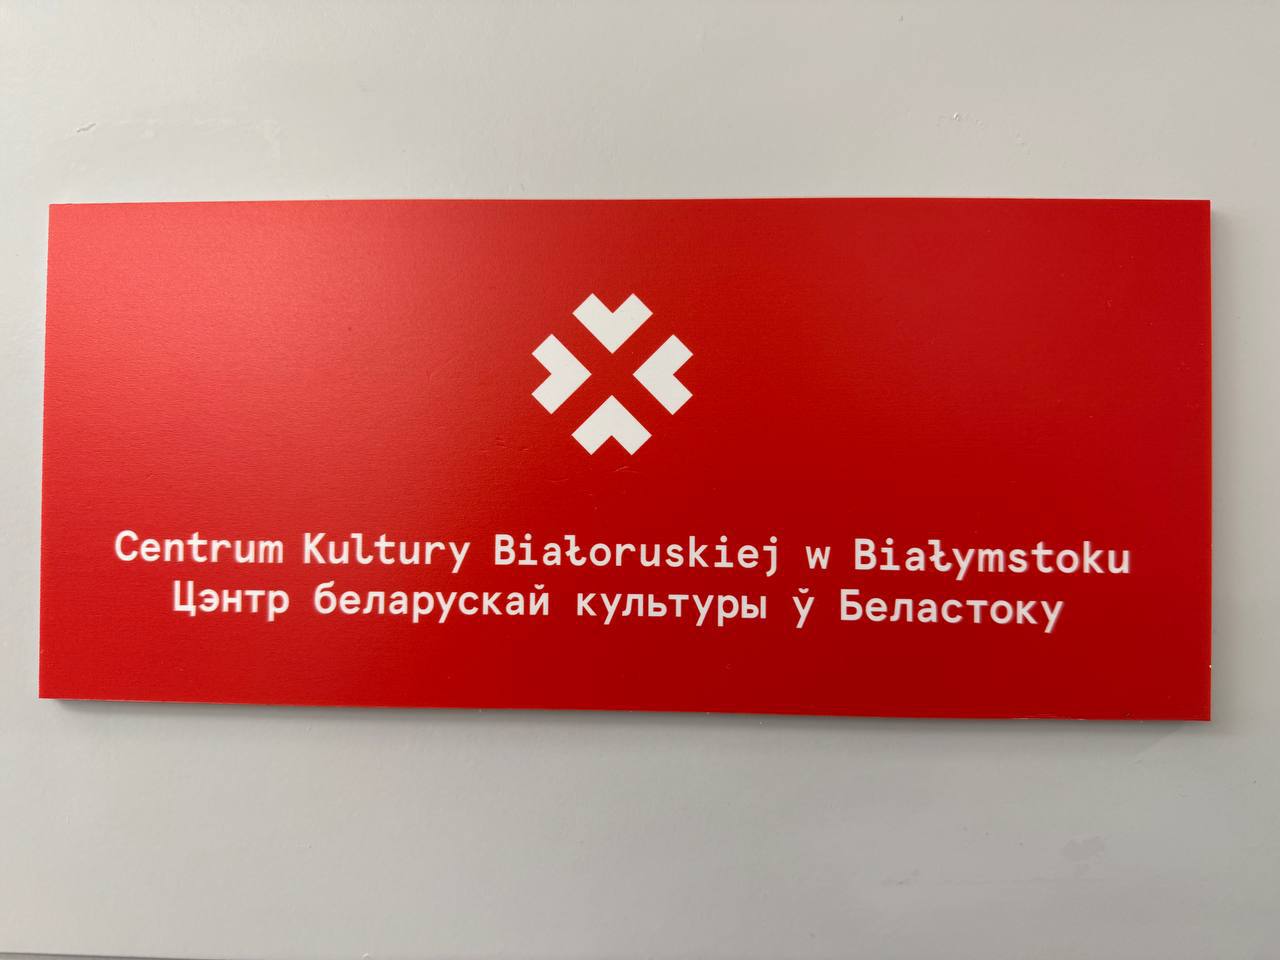 Centrum Kultury Białoruskiej w Białymstoku
Цэнтр беларускай культуры ў Беластоку